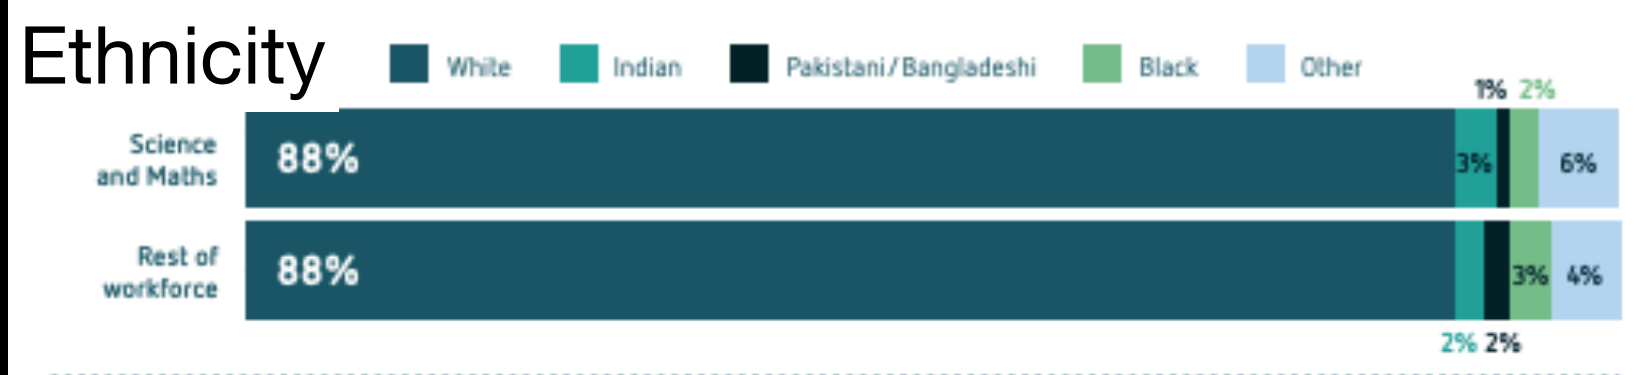 Ethnicity
White Indian Pakistani/Bangladeshi Black Other
1% 2%
Science
and Maths
88% 3% 6%
Rest of
workforce
88% 3% 4%
2% 2%